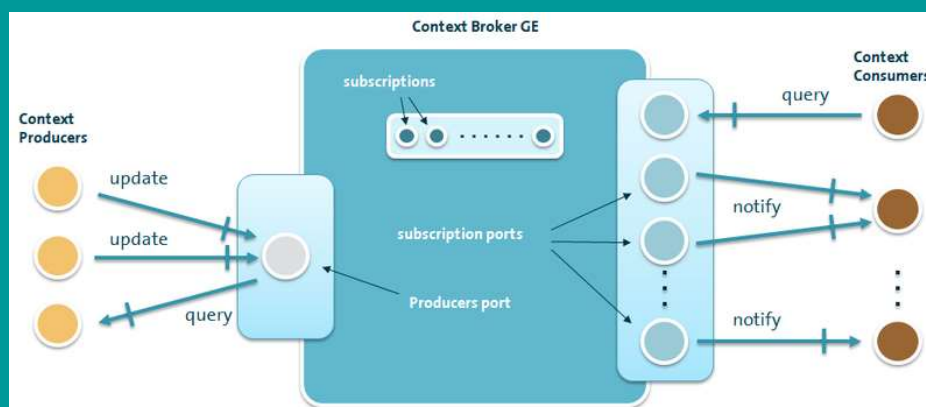 Context Broker GE
subscriptions
Context
Consumers
query
Context
Producers
update
notify
update
subscription ports
Producers port
query
notify